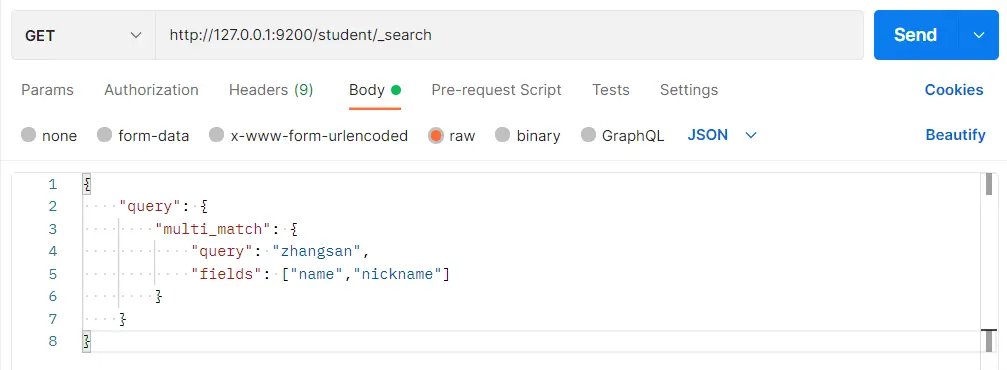 GET http://127.0.0.1:9200/student/_search Send
Params Authorization Headers (9) Body Pre-request Script Tests Settings Cookies
none form-data x-www-form-urlencoded raw binary GraphQL JSON Beautify
1 {
2 "query": {
3 "multi_match": {
4 "query": "zhangsan",
5 "fields": ["name","nickname"]
6 }
7 }
8 }